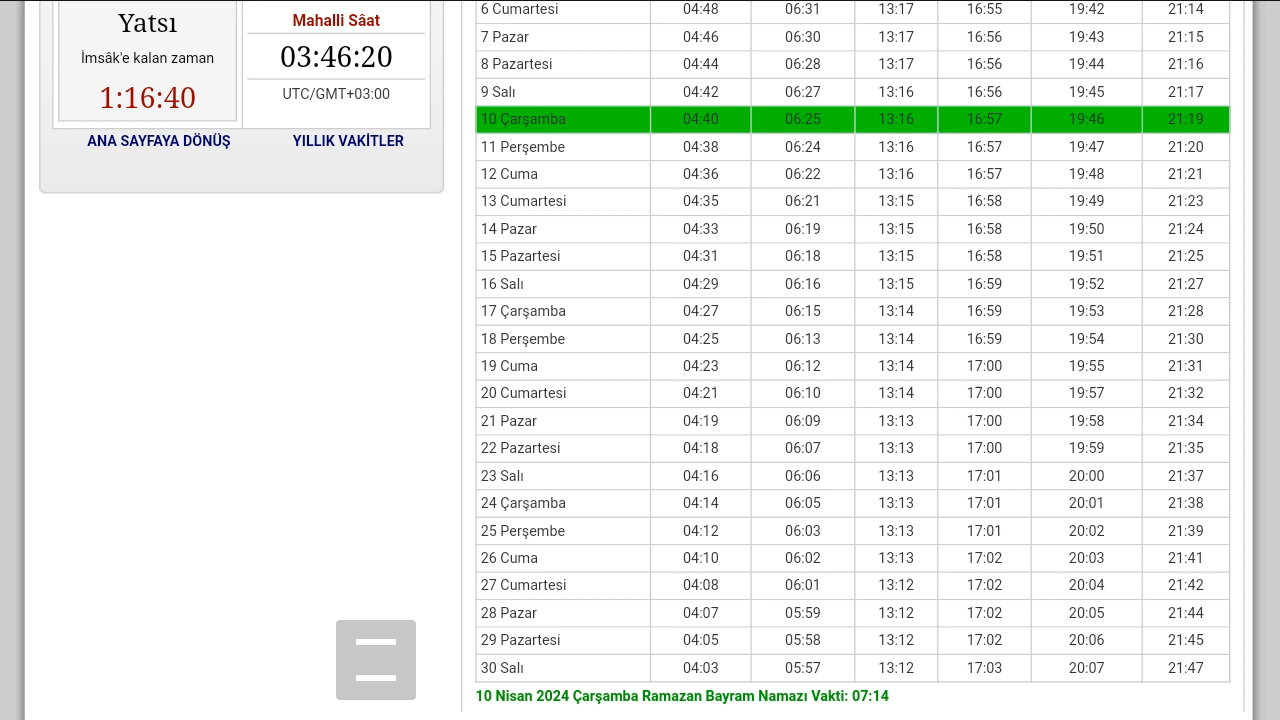 Yatsı
İmsâk'e kalan zaman
1:16:40
Mahalli Sâat
03:46:20
UTC/GMT+03:00
ANA SAYFAYA DÖNÜŞ YILLIK VAKİTLER
6 Cumartesi 04:48 06:31 13:17 16:55 19:42 21:14
7 Pazar 04:46 06:30 13:17 16:56 19:43 21:15
8 Pazartesi 04:44 06:28 13:17 16:56 19:44 21:16
9 Salı 04:42 06:27 13:16 16:56 19:45 21:17
10 Çarşamba 04:40 06:25 13:16 16:57 19:46 21:19
11 Perşembe 04:38 06:24 13:16 16:57 19:47 21:20
12 Cuma 04:36 06:22 13:16 16:57 19:48 21:21
13 Cumartesi 04:35 06:21 13:15 16:58 19:49 21:23
14 Pazar 04:33 06:19 13:15 16:58 19:50 21:24
15 Pazartesi 04:31 06:18 13:15 16:58 19:51 21:25
16 Salı 04:29 06:16 13:15 16:59 19:52 21:27
17 Çarşamba 04:27 06:15 13:14 16:59 19:53 21:28
18 Perşembe 04:25 06:13 13:14 16:59 19:54 21:30
19 Cuma 04:23 06:12 13:14 17:00 19:55 21:31
20 Cumartesi 04:21 06:10 13:14 17:00 19:57 21:32
21 Pazar 04:19 06:09 13:13 17:00 19:58 21:34
22 Pazartesi 04:18 06:07 13:13 17:00 19:59 21:35
23 Salı 04:16 06:06 13:13 17:01 20:00 21:37
24 Çarşamba 04:14 06:05 13:13 17:01 20:01 21:38
25 Perşembe 04:12 06:03 13:13 17:01 20:02 21:39
26 Cuma 04:10 06:02 13:13 17:02 20:03 21:41
27 Cumartesi 04:08 06:01 13:12 17:02 20:04 21:42
28 Pazar 04:07 05:59 13:12 17:02 20:05 21:44
29 Pazartesi 04:05 05:58 13:12 17:02 20:06 21:45
30 Salı 04:03 05:57 13:12 17:03 20:07 21:47
10 Nisan 2024 Çarşamba Ramazan Bayram Namazı Vakti: 07:14